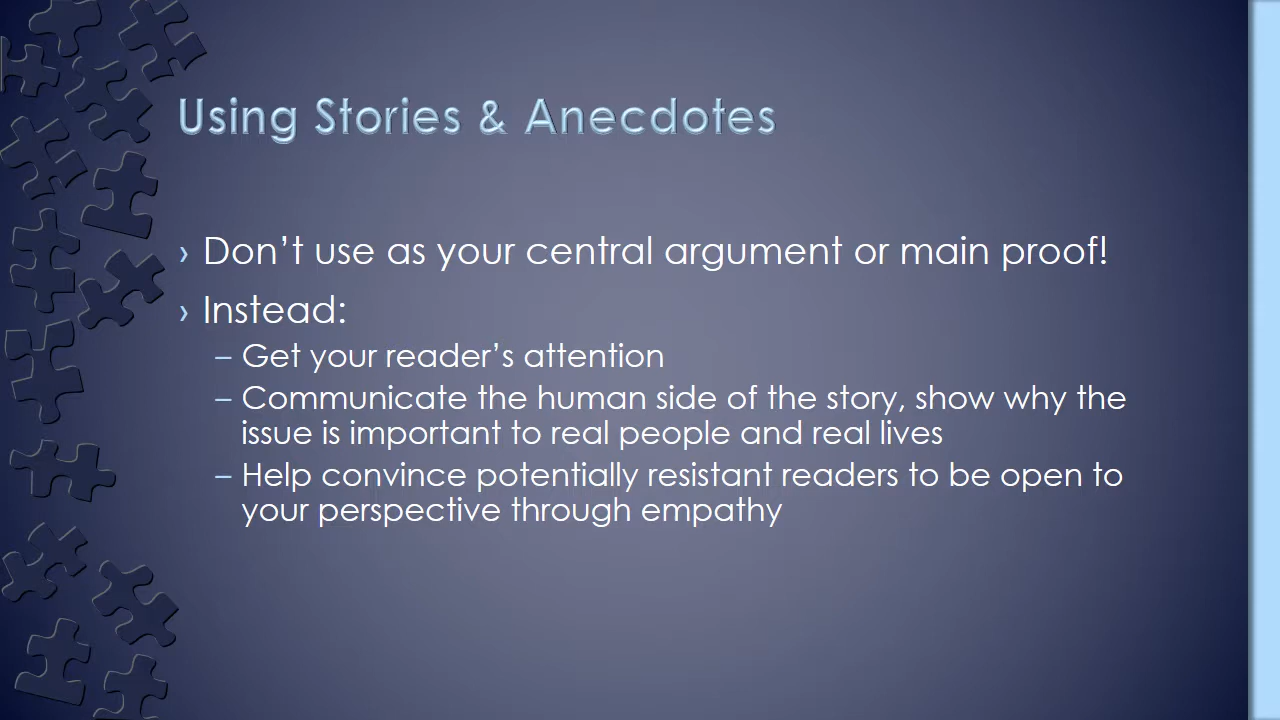 Using Stories & Anecdotes
› Don’t use as your central argument or main proof!
› Instead:
– Get your reader’s attention
– Communicate the human side of the story, show why the
issue is important to real people and real lives
– Help convince potentially resistant readers to be open to
your perspective through empathy